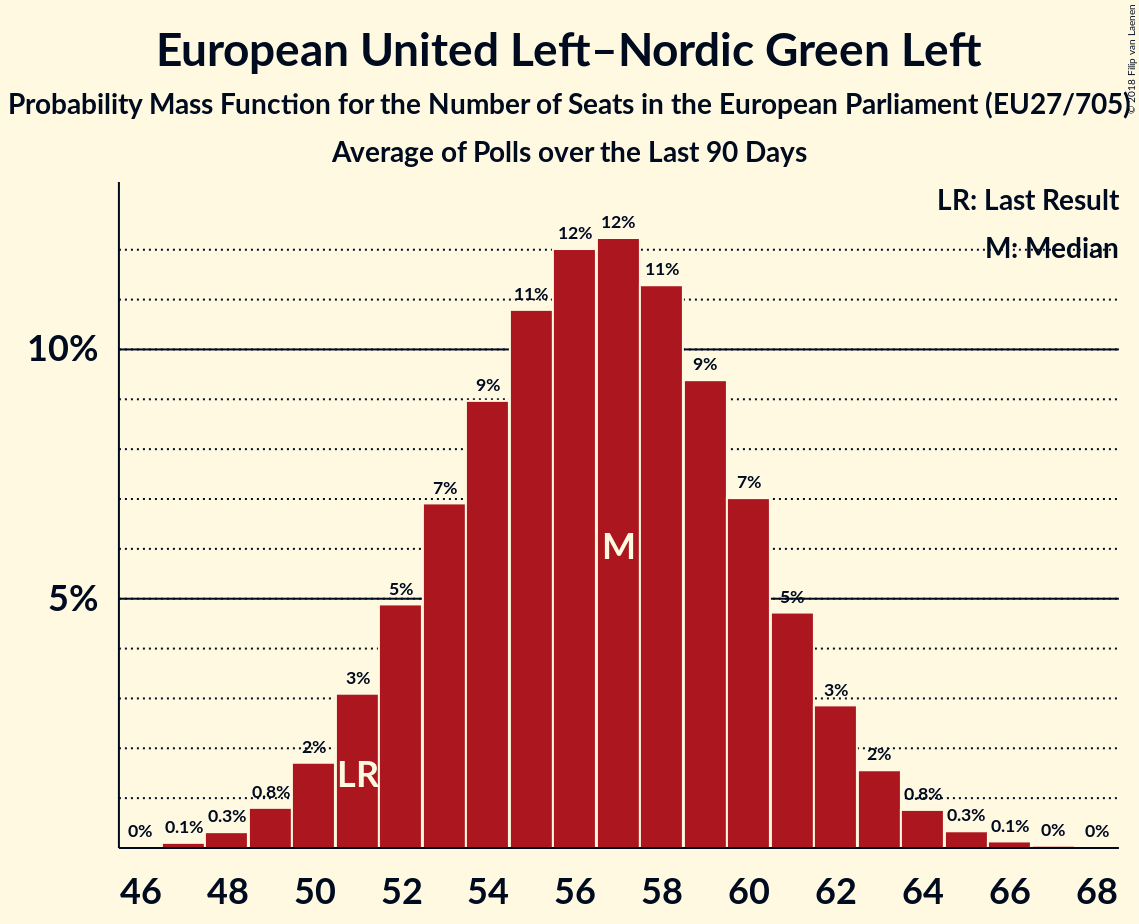 European United Left–Nordic Green Left
Probability Mass Function for the Number of Seats in the European Parliament (EU27/705)
Average of Polls over the Last 90 Days
© 2018 Filip van Laenen
LR: Last Result
M: Median
10%
5%
0% 0.1% 0.3% 0.8% 2% 3% 5% 7% 9% 11% 12% 12% 11% 9% 7% 5% 3% 2% 0.8% 0.3% 0.1% 0% 0%
LR
M
46 48 50 52 54 56 58 60 62 64 66 68